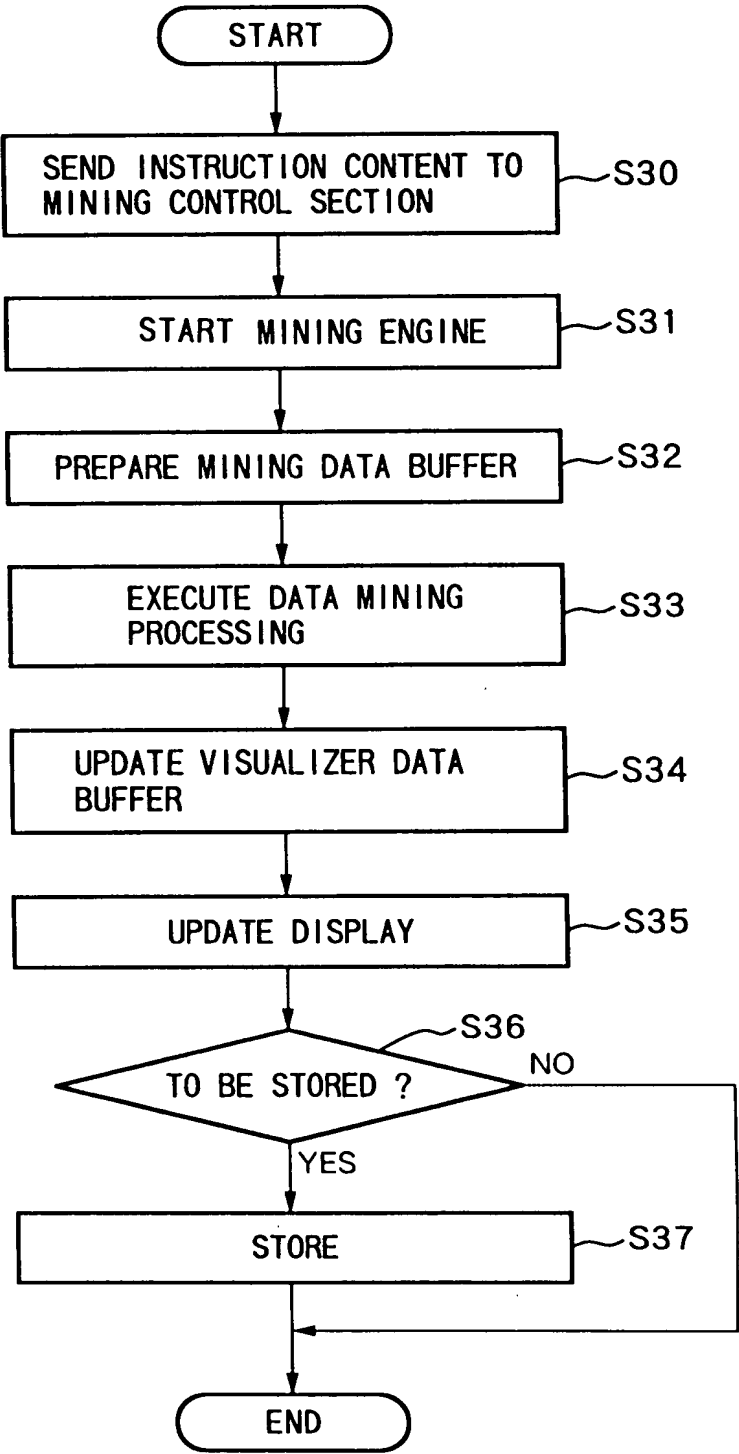 START
SEND INSTRUCTION CONTENT TO
MINING CONTROL SECTION
S30
START MINING ENGINE
S31
PREPARE MINING DATA BUFFER
S32
EXECUTE DATA MINING
PROCESSING
S33
UPDATE VISUALIZER DATA
BUFFER
S34
UPDATE DISPLAY
S35
S36
TO BE STORED ?
NO
YES
STORE
S37
END